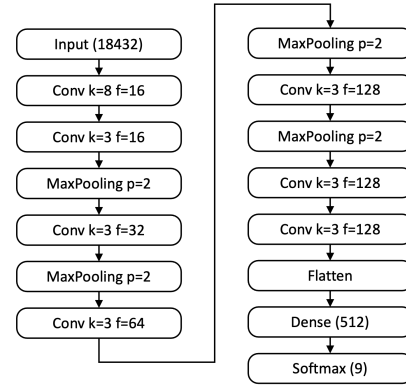 Input (18432)
Conv k=8 f=16
Conv k=3 f=16
MaxPooling p=2
Conv k=3 f=32
MaxPooling p=2
Conv k=3 f=64
MaxPooling p=2
Conv k=3 f=128
MaxPooling p=2
Conv k=3 f=128
Conv k=3 f=128
Flatten
Dense (512)
Softmax (9)